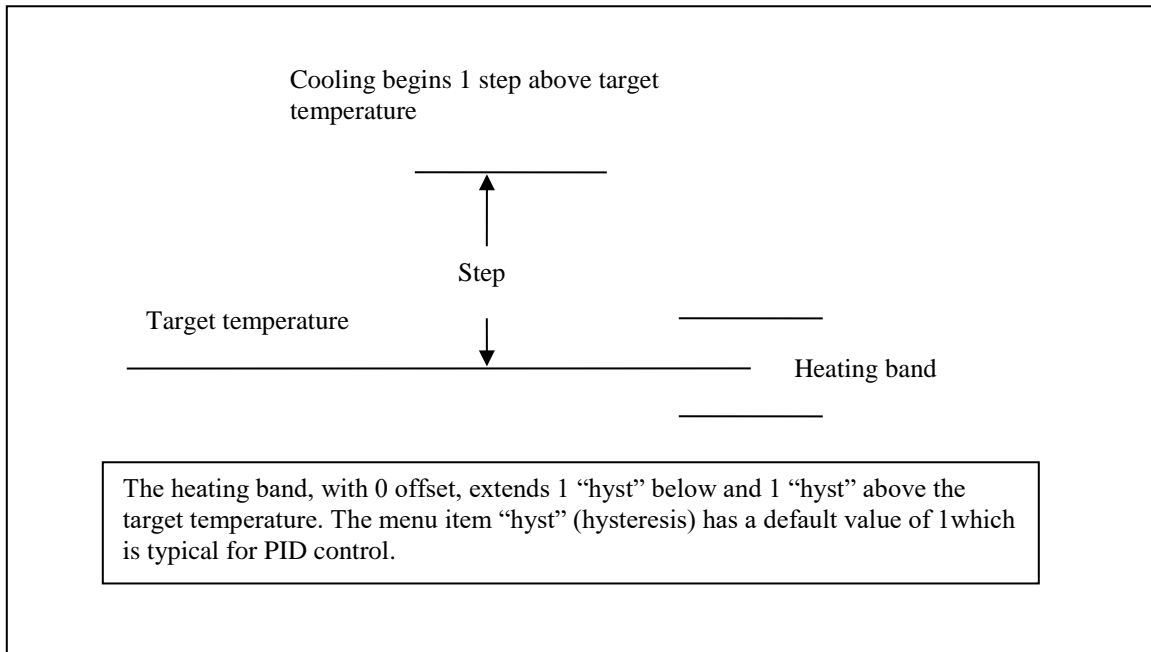 Cooling begins 1 step above target
temperature
Step
Target temperature
Heating band
The heating band, with 0 offset, extends 1 “hyst” below and 1 “hyst” above the
target temperature. The menu item “hyst” (hysteresis) has a default value of 1which
is typical for PID control.